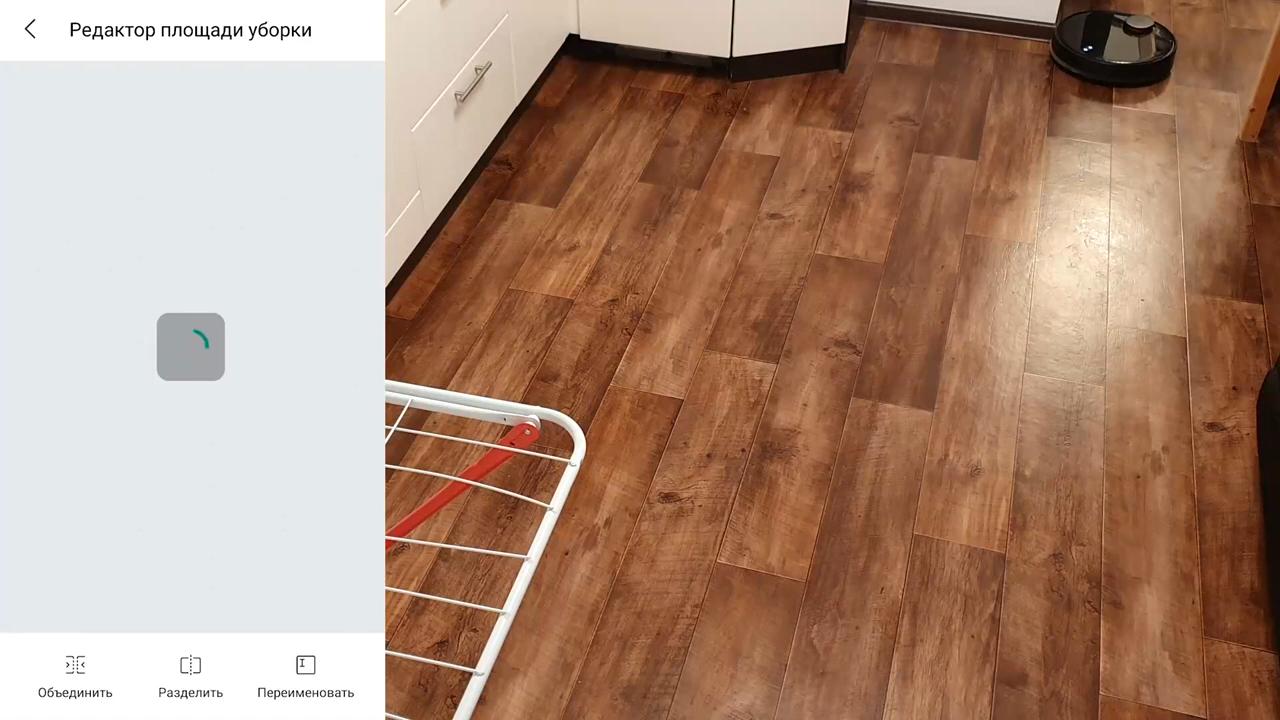 Редактор площади уборки
Объединить
Разделить
Переименовать